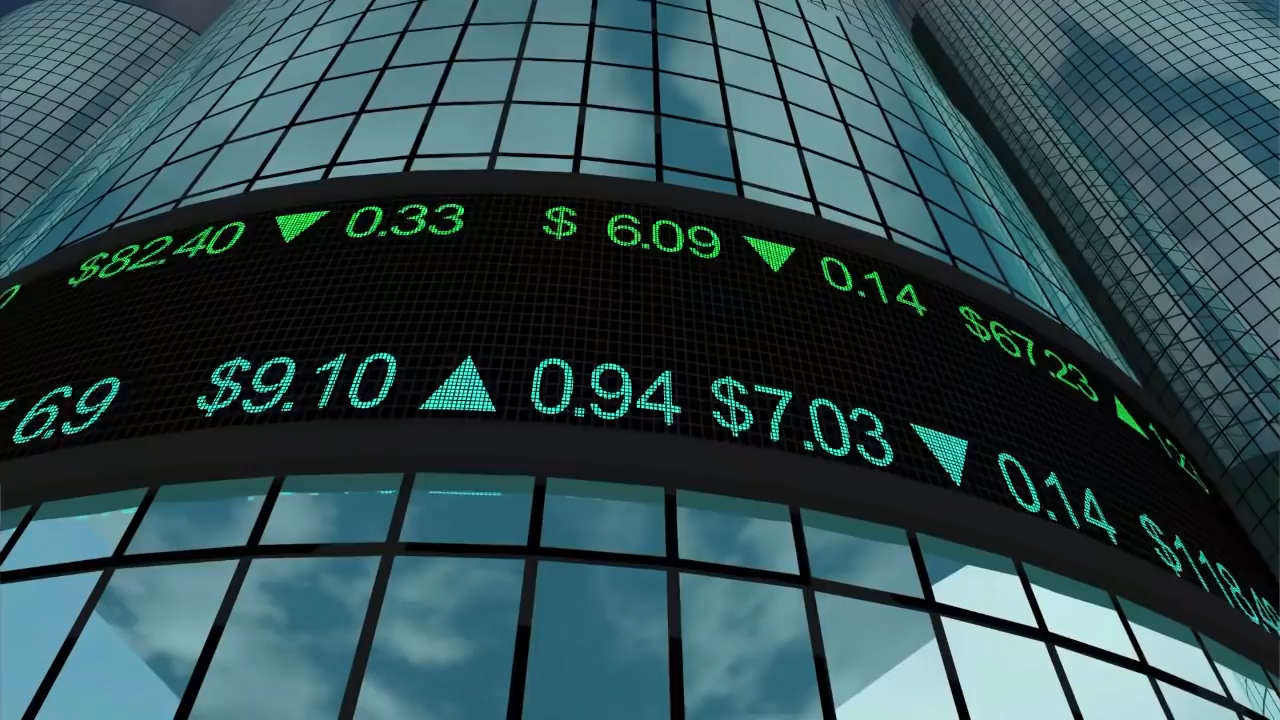 $82.40 ▼ 0.33 $ 6.09 ▼ 0.14 $67.23
6.9 $9.10 ▲ 0.94 $7.03 ▼ 0.14